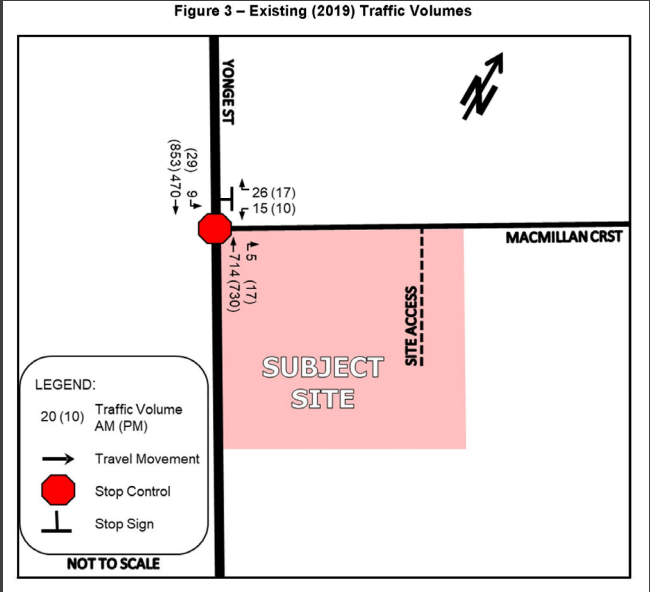 Figure 3 – Existing (2019) Traffic Volumes
YONGE ST
N
(29) 9
(853) 470
26 (17)
15 (10)
MACMILLAN CRST
5 (17)
714 (730)
SITE ACCESS
SUBJECT
SITE
LEGEND:
20 (10) Traffic Volume
AM (PM)
Travel Movement
Stop Control
Stop Sign
NOT TO SCALE